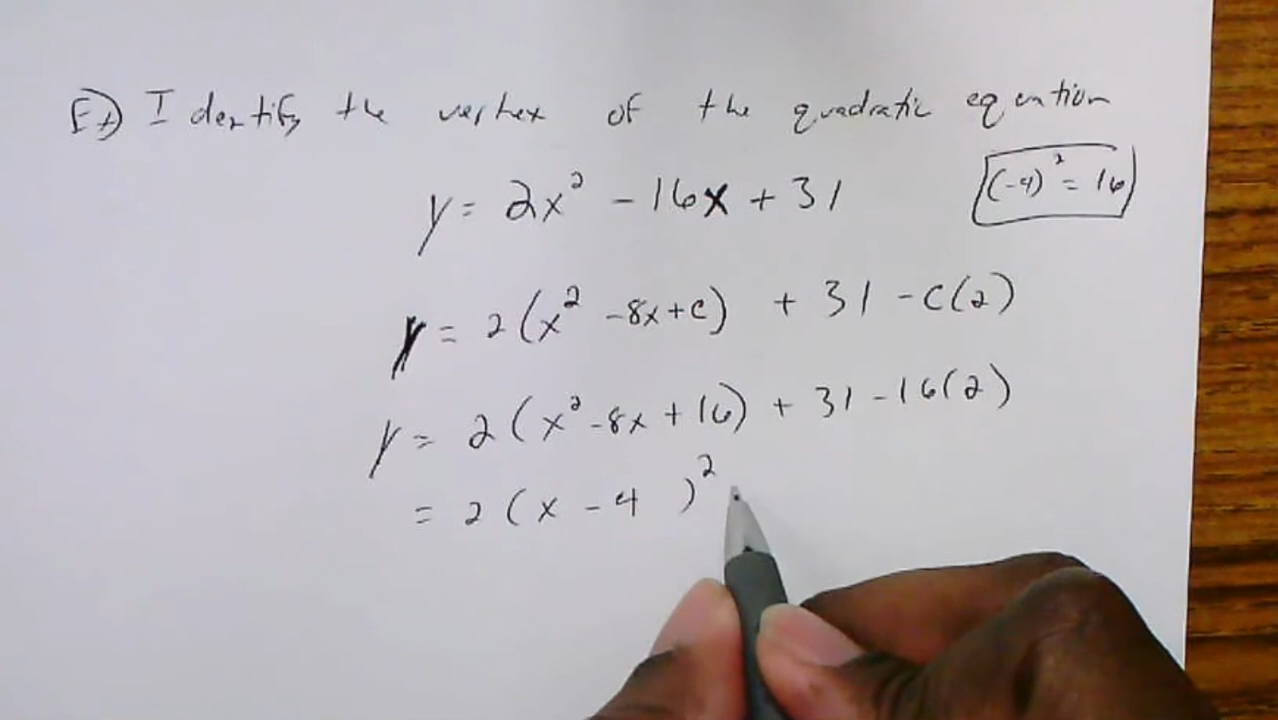 Ex) Identify the vertex of the quadratic equation
y = 2x² - 16x + 31
(-4)² = 16
y = 2(x² - 8x + c) + 31 - c(2)
y = 2(x² - 8x + 16) + 31 - 16(2)
= 2(x - 4 )²